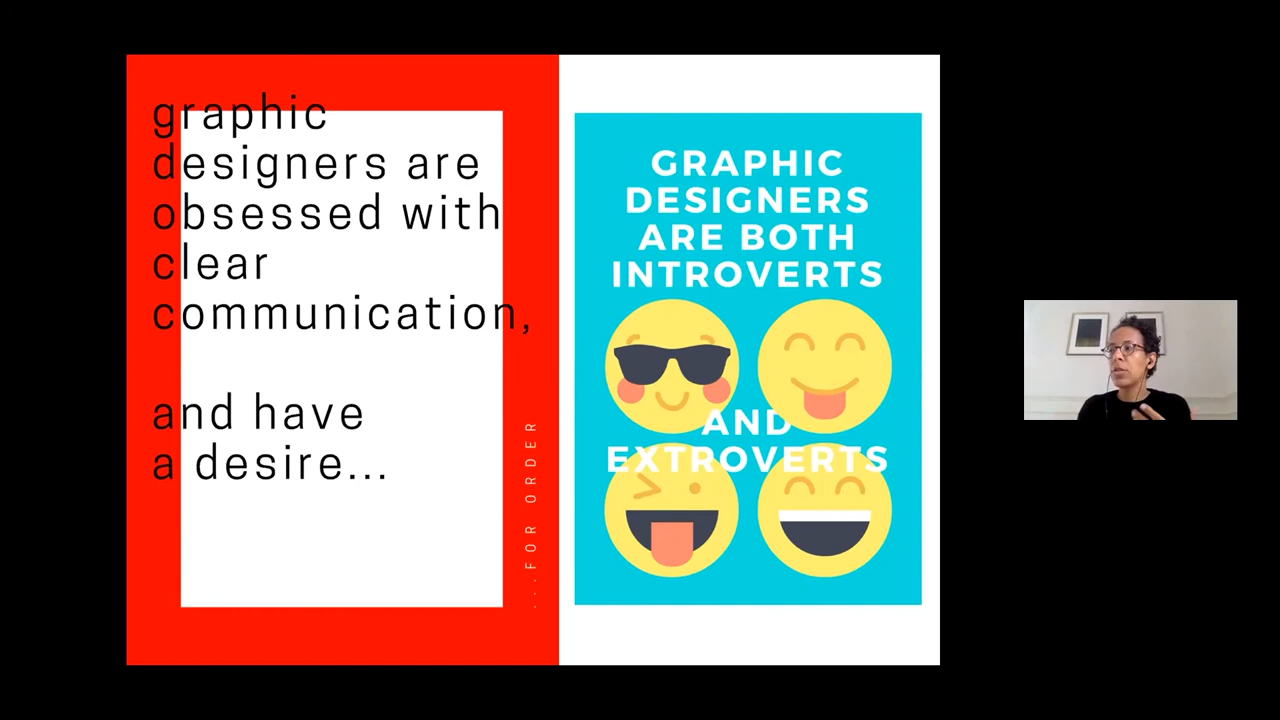 graphic
designers are
obsessed with
clear
communication,
and have
a desire...
...FOR ORDER
GRAPHIC
DESIGNERS
ARE BOTH
INTROVERTS
AND
EXTROVERTS